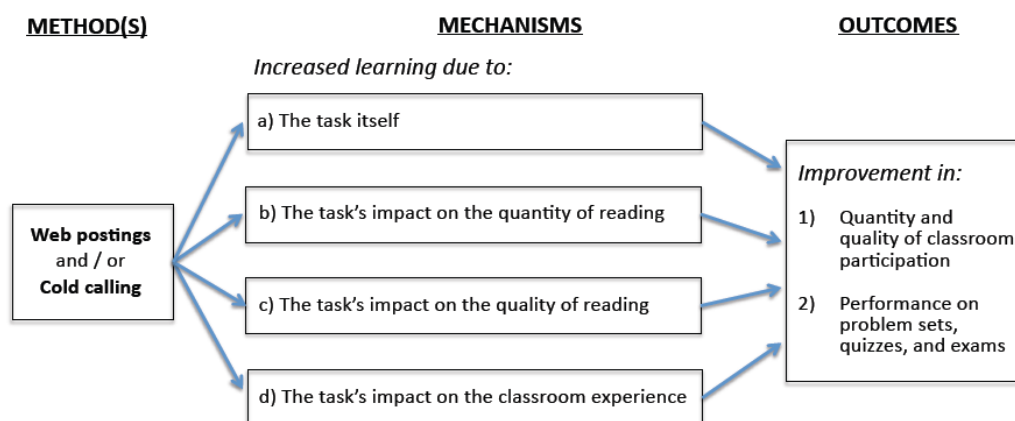 METHOD(S)
MECHANISMS
OUTCOMES
Increased learning due to:
a) The task itself
b) The task's impact on the quantity of reading
c) The task's impact on the quality of reading
d) The task's impact on the classroom experience
Web postings
and / or
Cold calling
Improvement in:
1) Quantity and
quality of classroom
participation
2) Performance on
problem sets,
quizzes, and exams